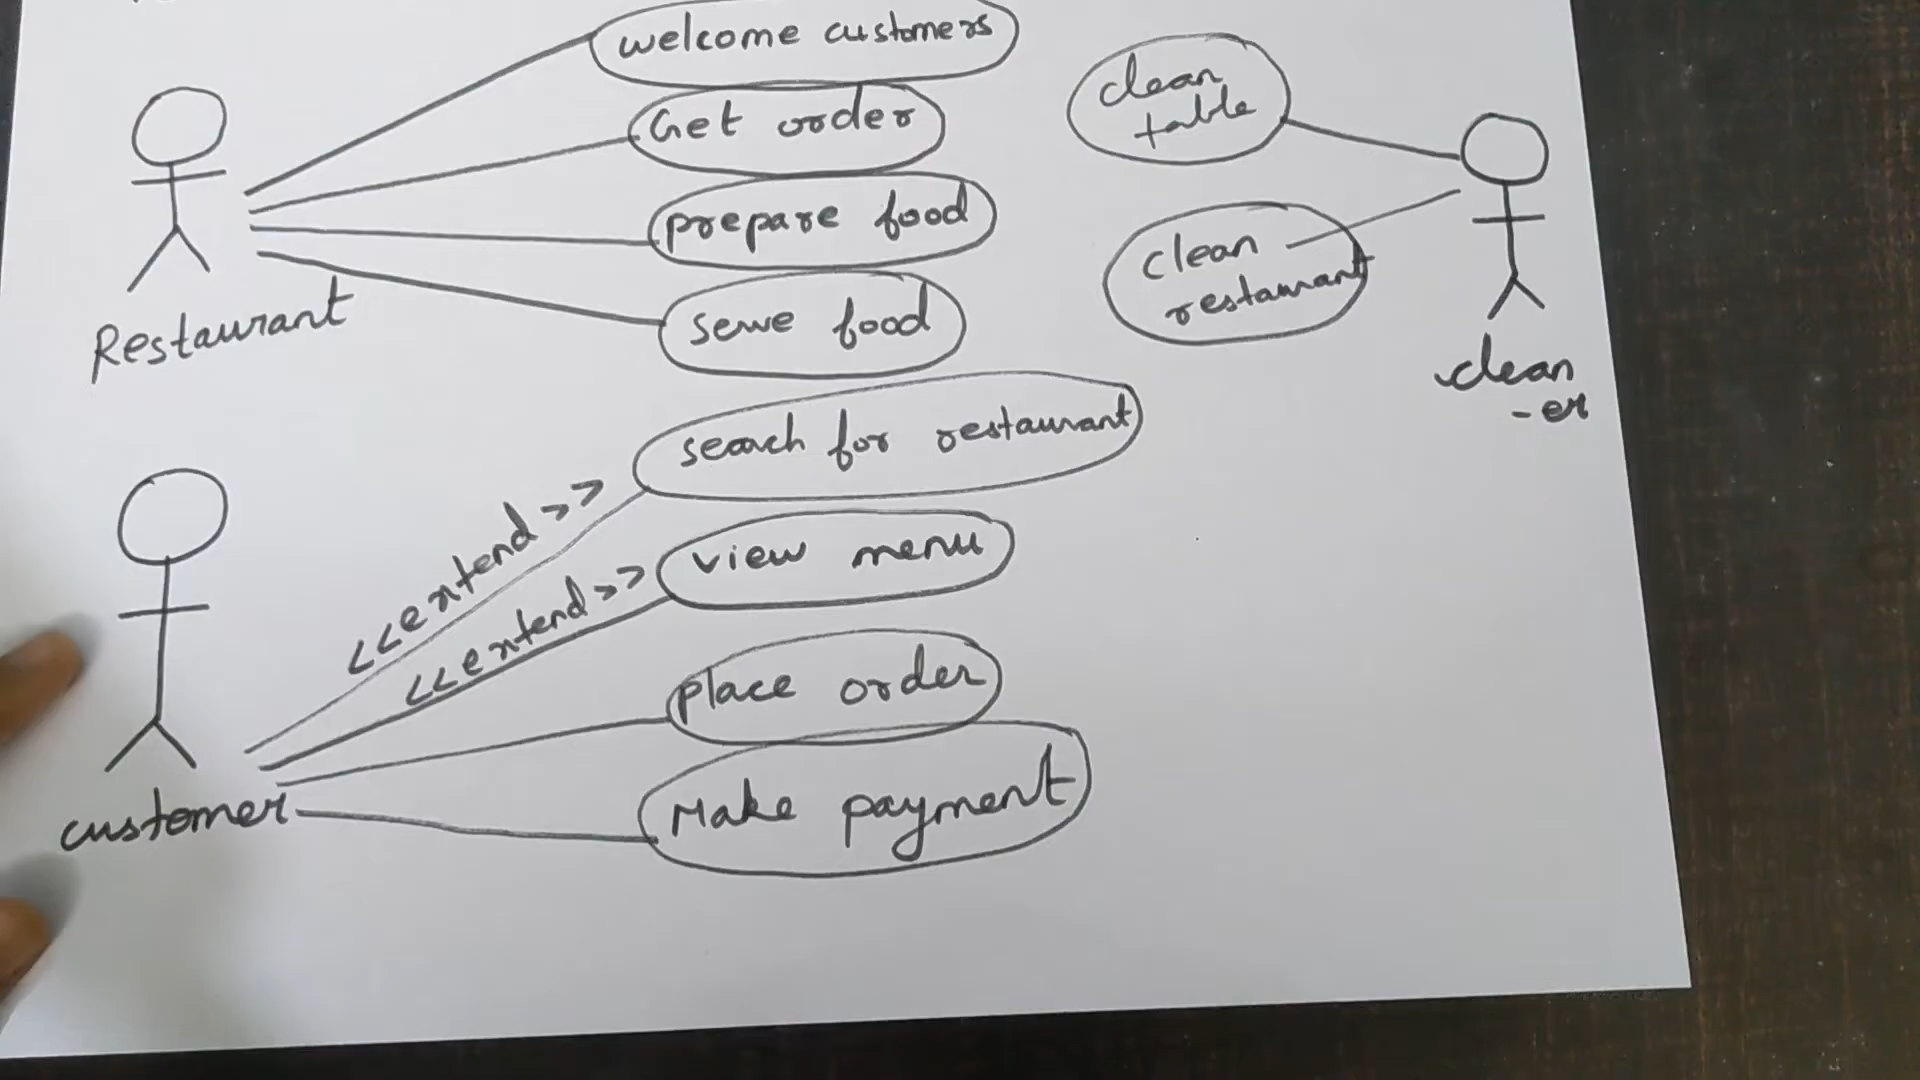 welcome customers
Get order
prepare food
serve food
Restaurant
clean
table
clean
restaurant
clean
-er
search for restaurant
<<extend>>
view menu
<<extend>>
place order
Make payment
customer